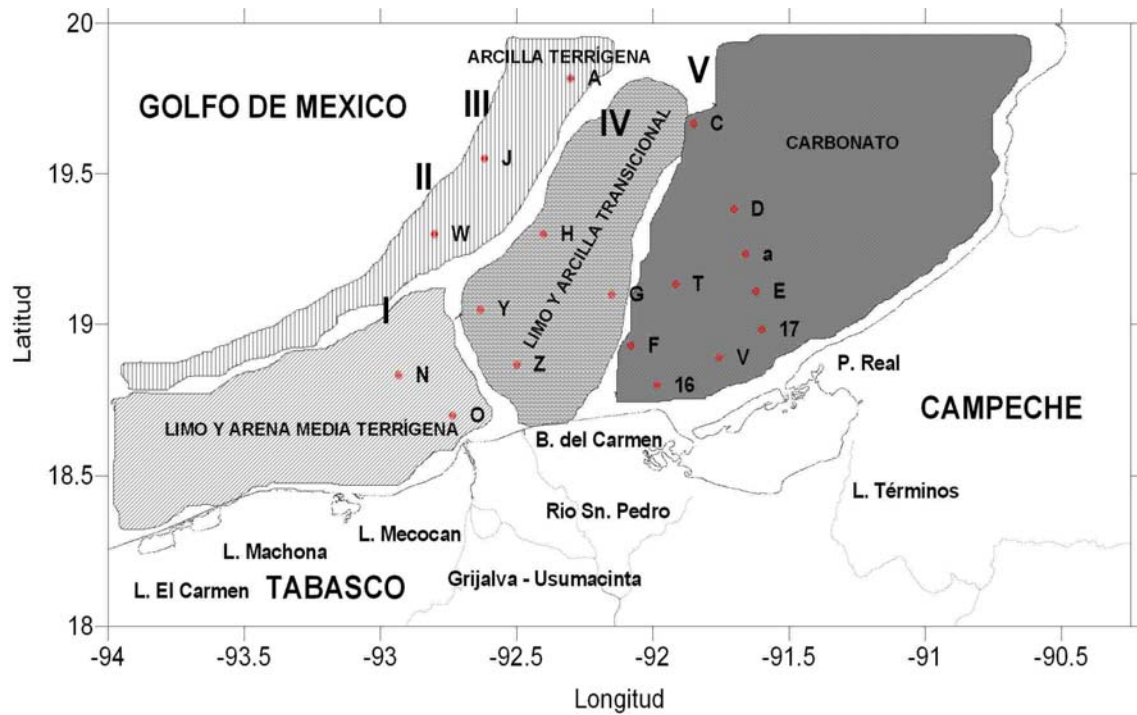 20
ARCILLA
TERRÍGENA
V
A
GOLFO DE MEXICO
III
IV
C
CARBONATO
19.5
J
II
D
W
H
a
LIMO Y ARCILLA TRANSICIONAL
T
E
G
I
Y
19
17
F
V
Z
P. Real
N
16
CAMPECHE
O
LIMO Y ARENA MEDIA TERRÍGENA
B. del Carmen
18.5
L. Términos
Rio Sn. Pedro
L. Mecocan
L. Machona
Grijalva - Usumacinta
L. El Carmen
TABASCO
18
-94
-93.5
-93
-92.5
-92
-91.5
-91
-90.5
Latitud
Longitud